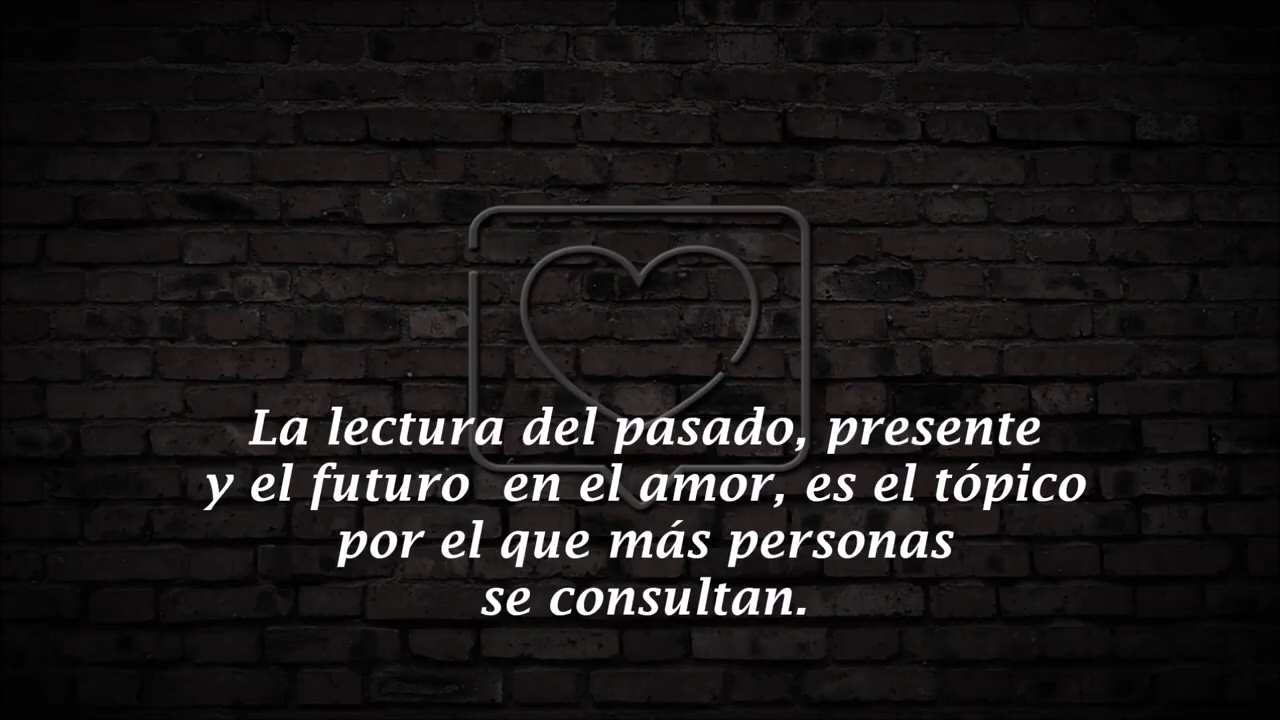 La lectura del pasado, presente
y el futuro  en el amor, es el tópico
por el que más personas
se consultan.